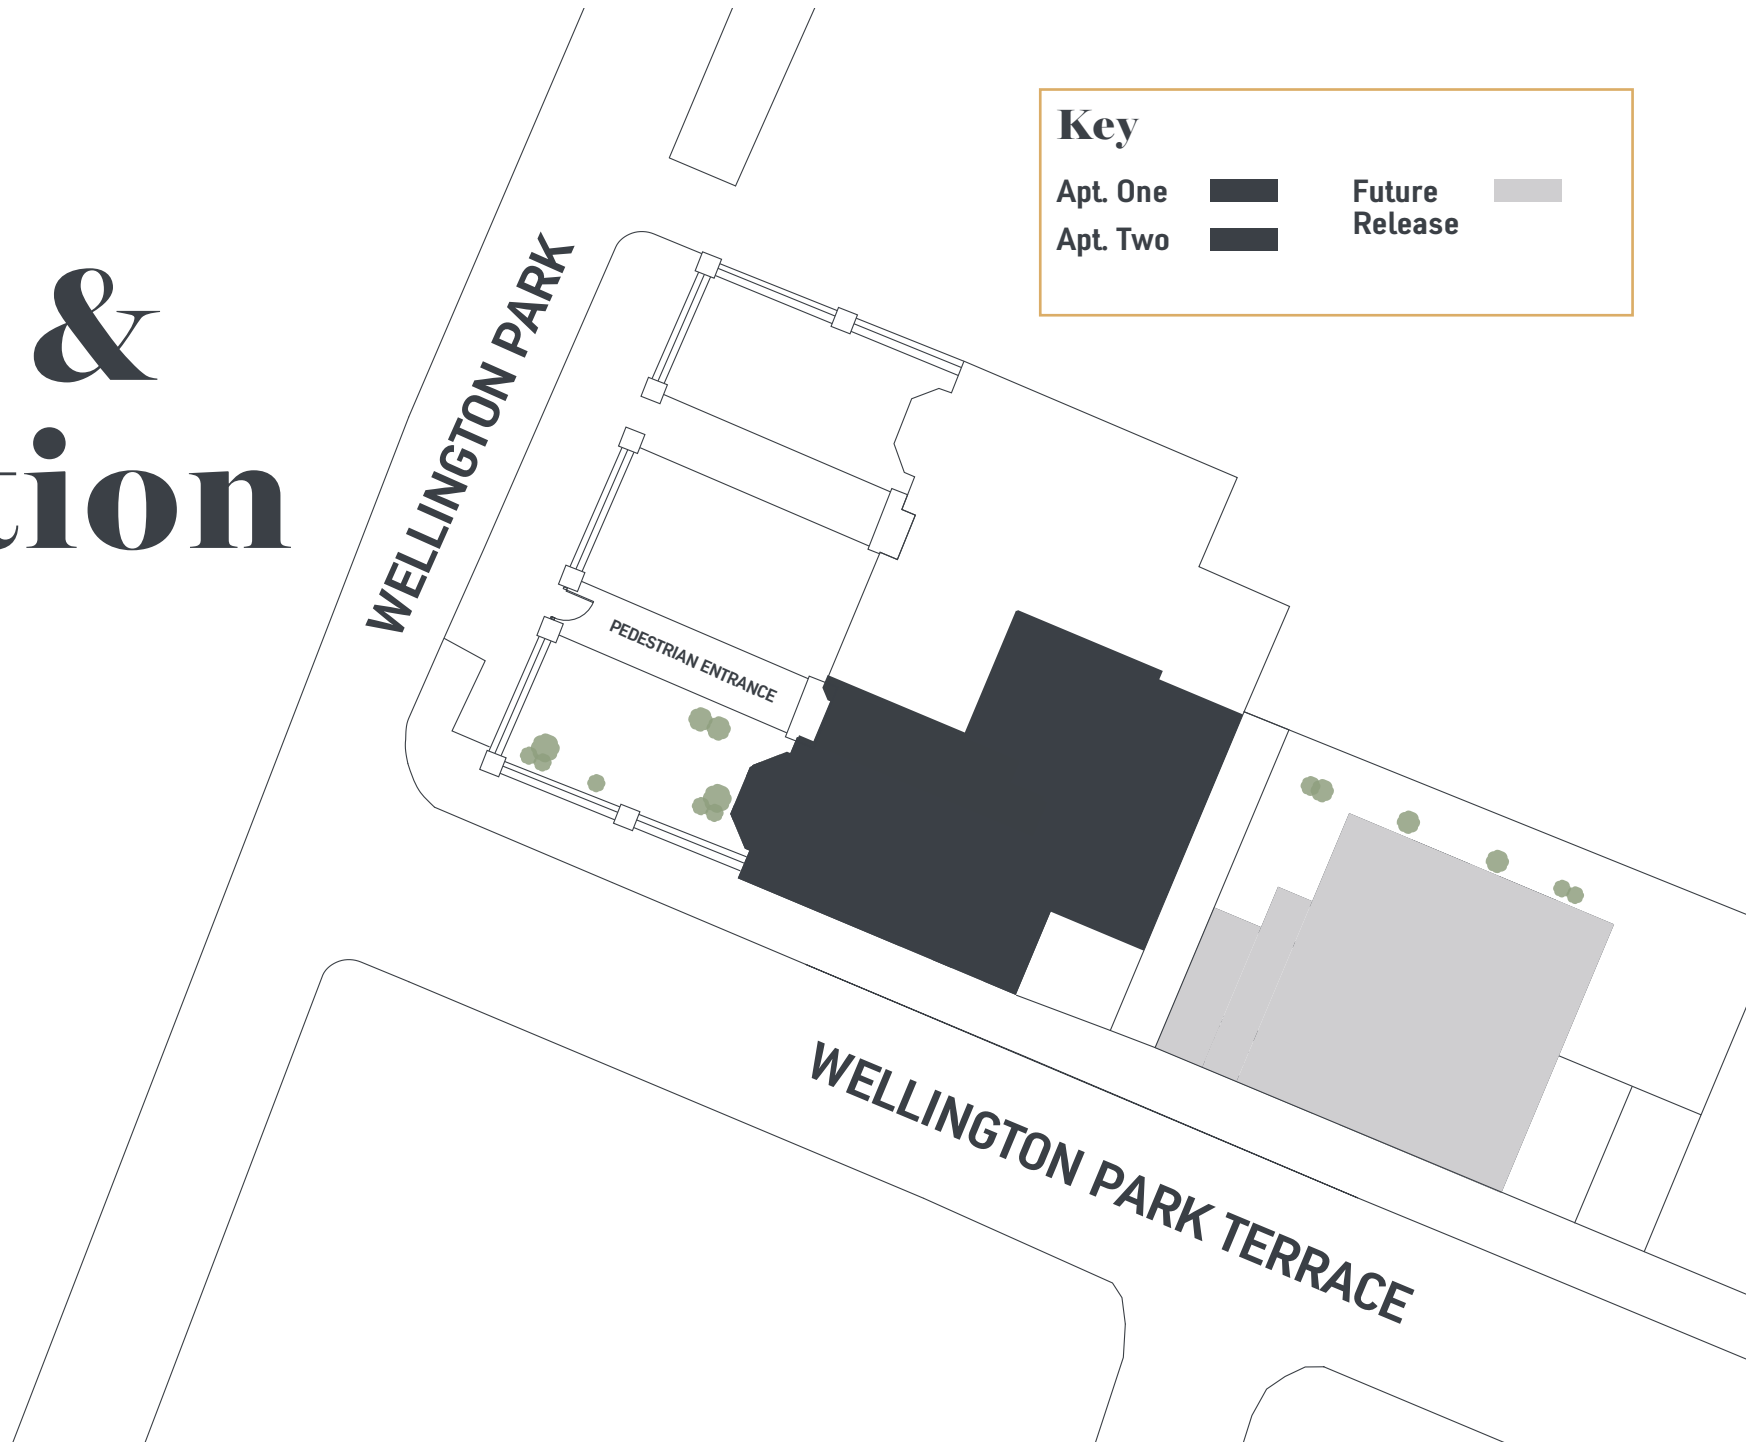 &
tion
Key
Apt. One
Apt. Two
Future
Release
WELLINGTON PARK
PEDESTRIAN ENTRANCE
WELLINGTON PARK TERRACE